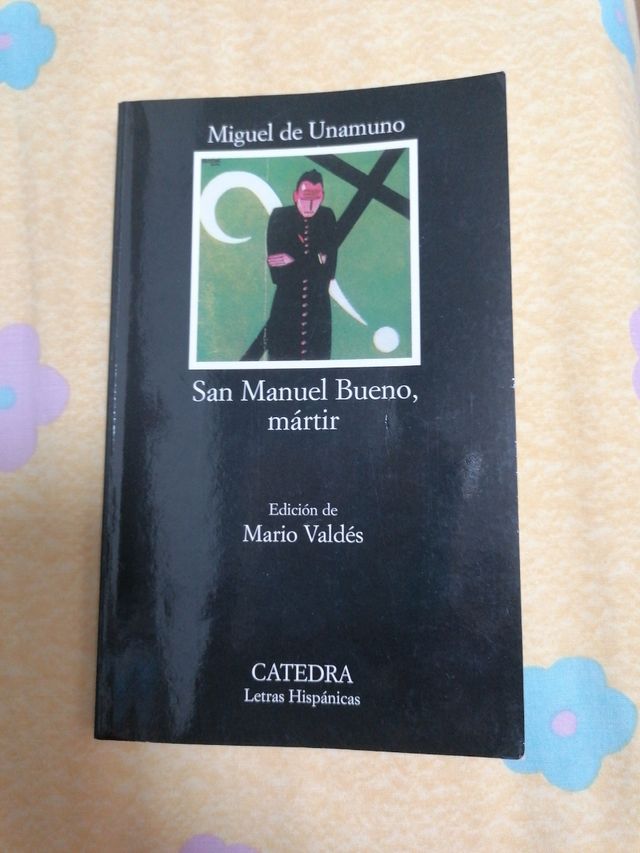 Miguel de Unamuno
San Manuel Bueno,
mártir
Edición de
Mario Valdés
CATEDRA
Letras Hispánicas